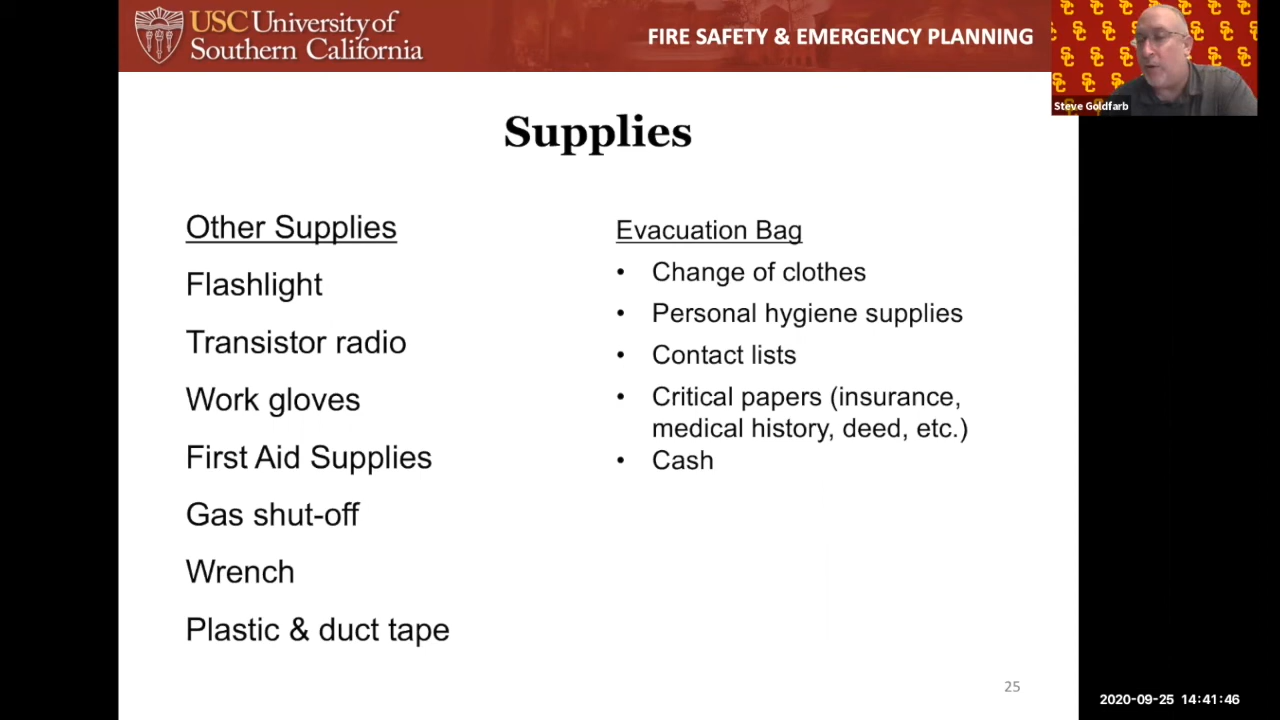 USC University of
Southern California
FIRE SAFETY & EMERGENCY PLANNING
Steve Goldfarb
Supplies
Other Supplies
Flashlight
Transistor radio
Work gloves
First Aid Supplies
Gas shut-off
Wrench
Plastic & duct tape
Evacuation Bag
• Change of clothes
• Personal hygiene supplies
• Contact lists
• Critical papers (insurance,
medical history, deed, etc.)
• Cash
25
2020-09-25 14:41:46